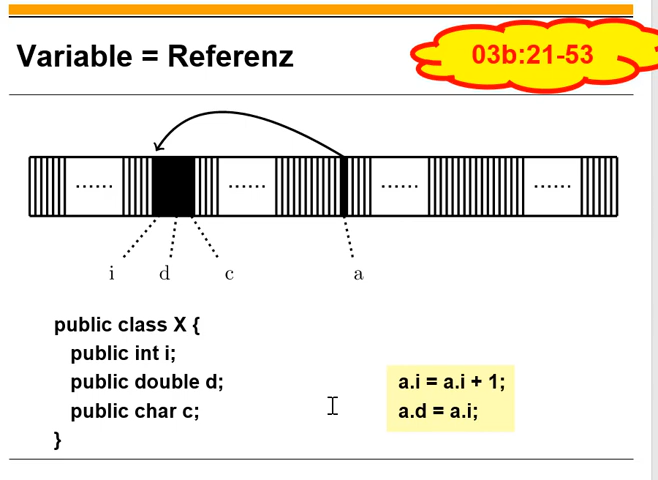 Variable = Referenz
03b:21-53
...... ...... ...... ......
i d c a
public class X {
public int i;
public double d;
public char c;
}
a.i = a.i + 1;
a.d = a.i;